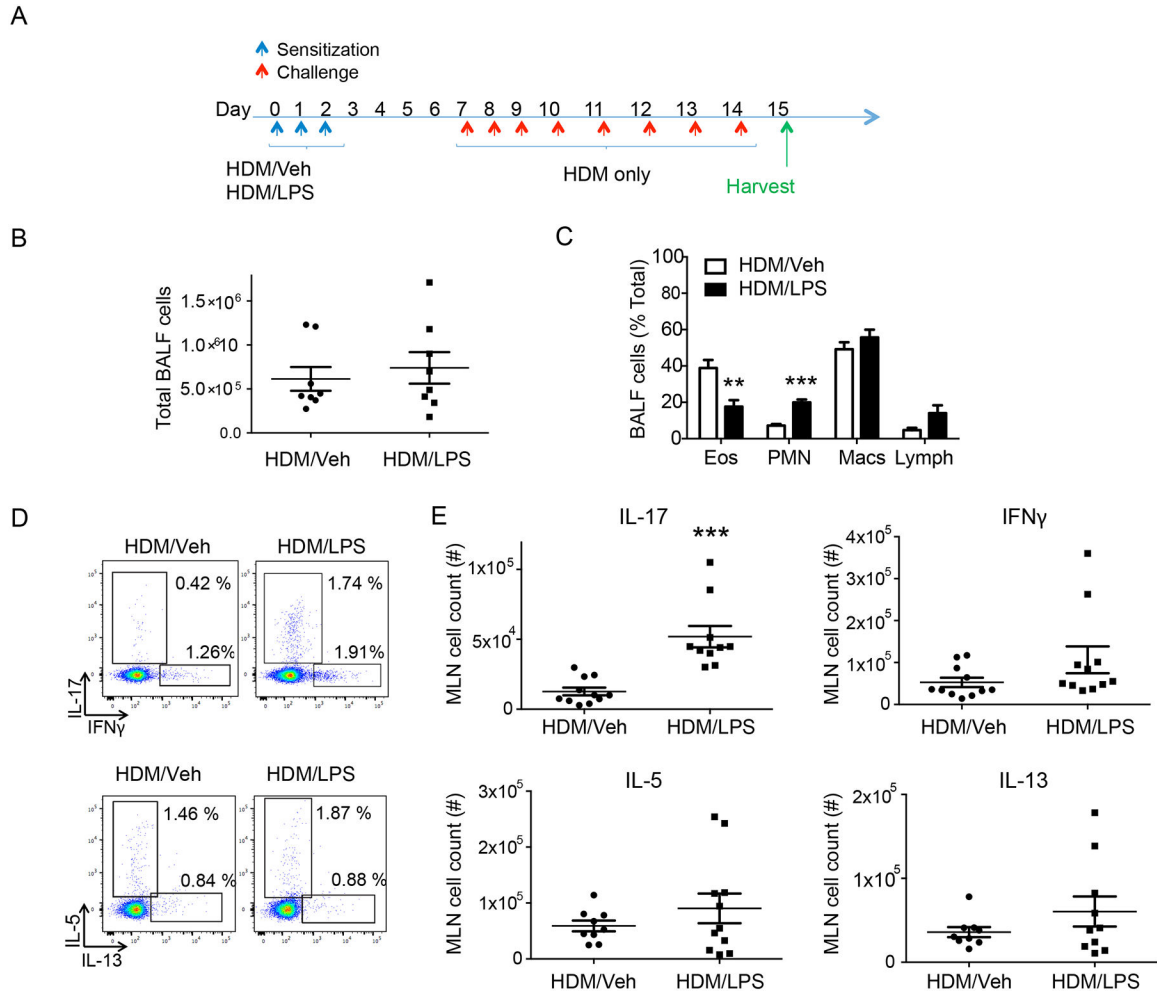 A
Sensitization
Challenge
Day 0 1 2 3 4 5 6 7 8 9 10 11 12 13 14 15
HDM/Veh
HDM/LPS
HDM only
Harvest
B
Total BALF cells
1.5×10⁶
1.0×610
5.0×10⁵
0.0
HDM/Veh HDM/LPS
C
BALF cells (% Total)
100
80
60
40
20
0
HDM/Veh
HDM/LPS
** ***
Eos PMN Macs Lymph
D
HDM/Veh HDM/LPS
0.42 % 1.74 %
1.26% 1.91%
IL-17
IFNγ
HDM/Veh HDM/LPS
1.46 % 1.87 %
0.84 % 0.88 %
IL-5
IL-13
E
IL-17
***
MLN cell count (#)
1x10⁵
5x10⁴
0
HDM/Veh HDM/LPS
IFNγ
MLN cell count (#)
4x10⁵
3x10⁵
2x10⁵
1x10⁵
0
HDM/Veh HDM/LPS
IL-5
MLN cell count (#)
3x10⁵
2x10⁵
1x10⁵
0
HDM/Veh HDM/LPS
IL-13
MLN cell count (#)
2x10⁵
1x10⁵
0
HDM/Veh HDM/LPS